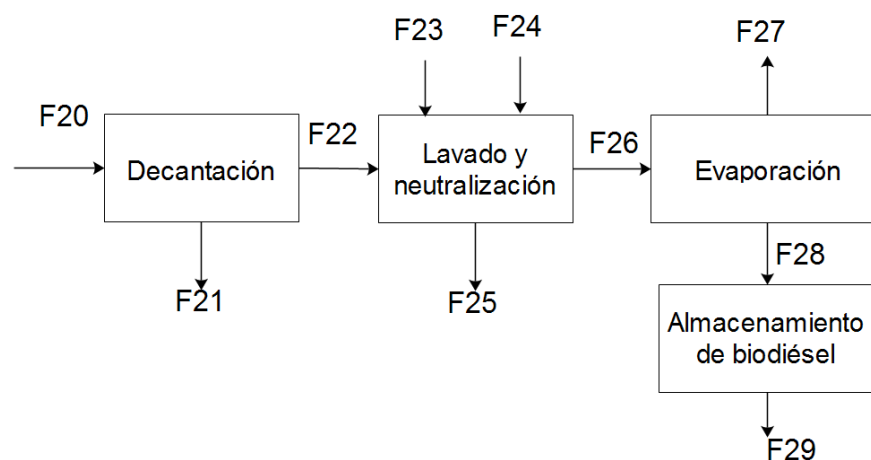 F23
F24
F27
F20
F22
F26
Decantación
Lavado y
neutralización
Evaporación
F21
F25
F28
Almacenamiento
de biodiésel
F29